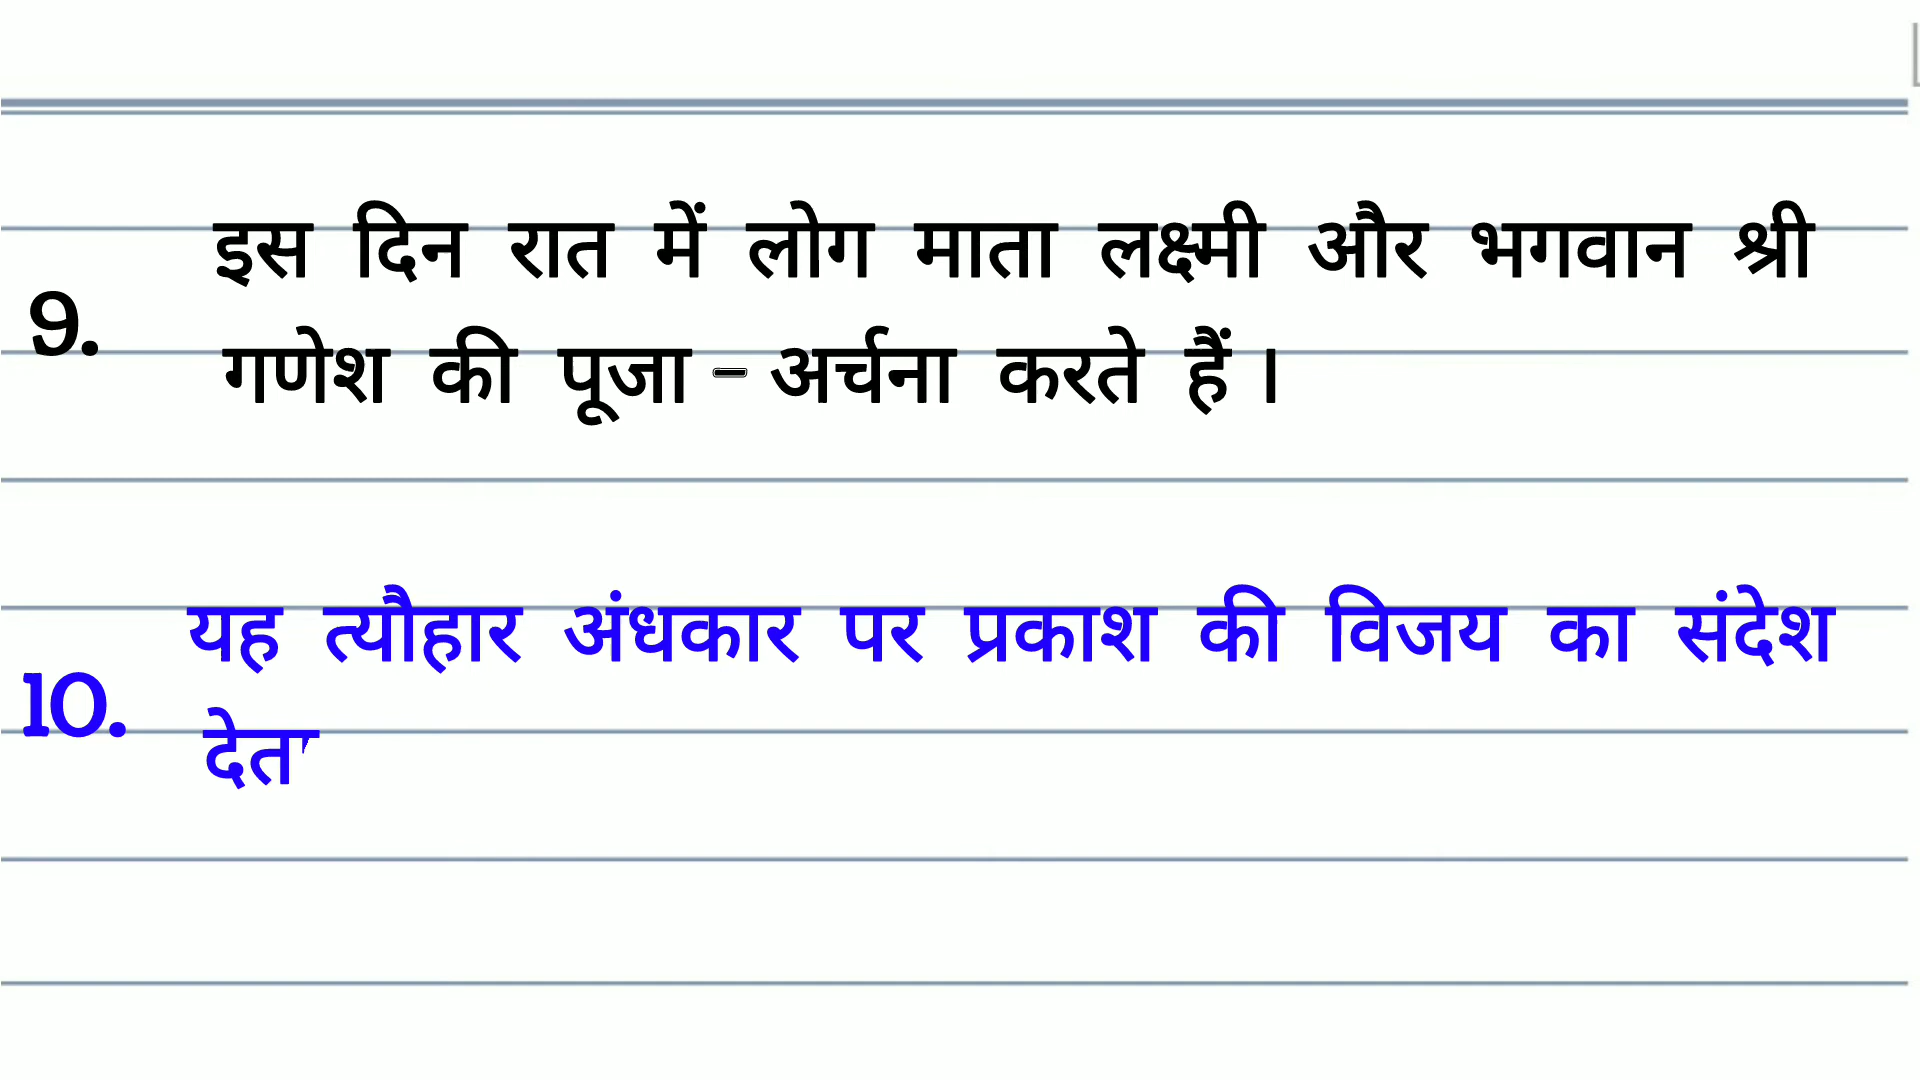 9. इस दिन रात में लोग माता लक्ष्मी और भगवान श्री
गणेश की पूजा - अर्चना करते हैं ।
10. यह त्यौहार अंधकार पर प्रकाश की विजय का संदेश